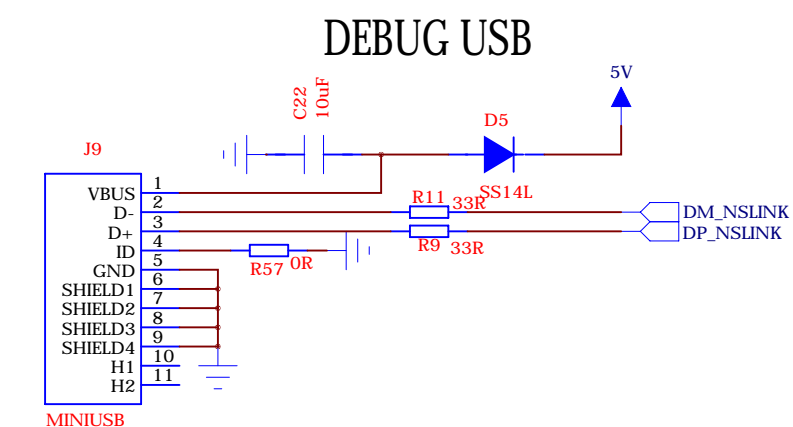 DEBUG USB
5V
C22
10uF
D5
SS14L
J9
VBUS 1
D- 2
D+ 3
ID 4
GND 5
SHIELD1 6
SHIELD2 7
SHIELD3 8
SHIELD4 9
H1 10
H2 11
MINIUSB
R11 33R
DM_NSLINK
DP_NSLINK
R9 33R
R57 0R